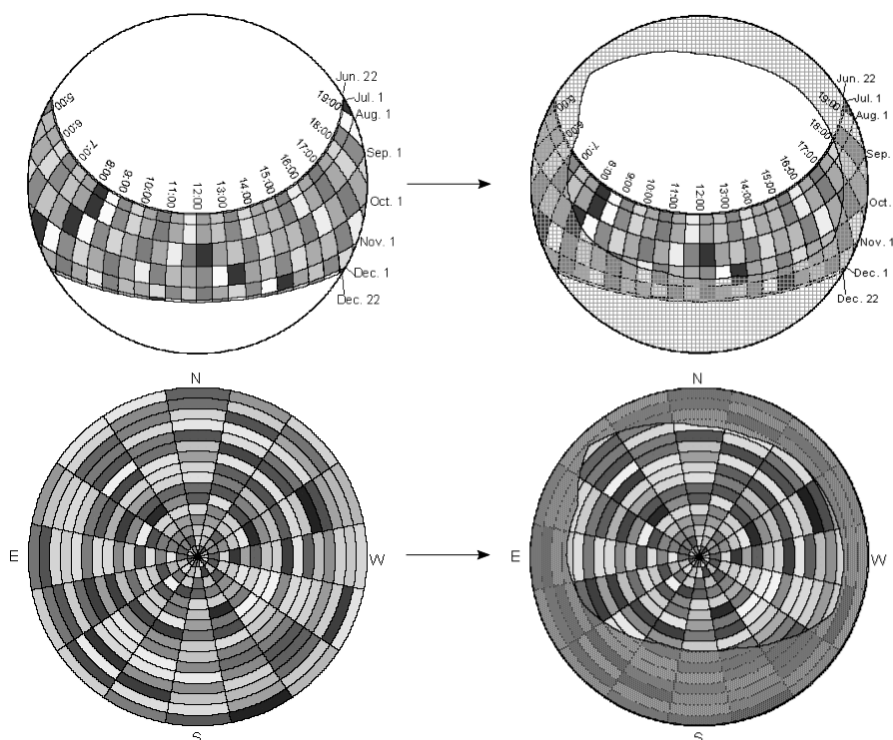 Jun. 22
Jul. 1
Aug. 1
Sep. 1
Oct. 1
Nov. 1
Dec. 1
Dec. 22
5:00
6:00
7:00
8:00
9:00
10:00
11:00
12:00
13:00
14:00
15:00
16:00
17:00
18:00
19:00
Jun. 22
Jul. 1
Aug. 1
Sep. 1
Oct. 1
Nov. 1
Dec. 1
Dec. 22
5:00
6:00
7:00
8:00
9:00
10:00
11:00
12:00
13:00
14:00
15:00
16:00
17:00
18:00
19:00
N
E
W
S
N
E
W
S